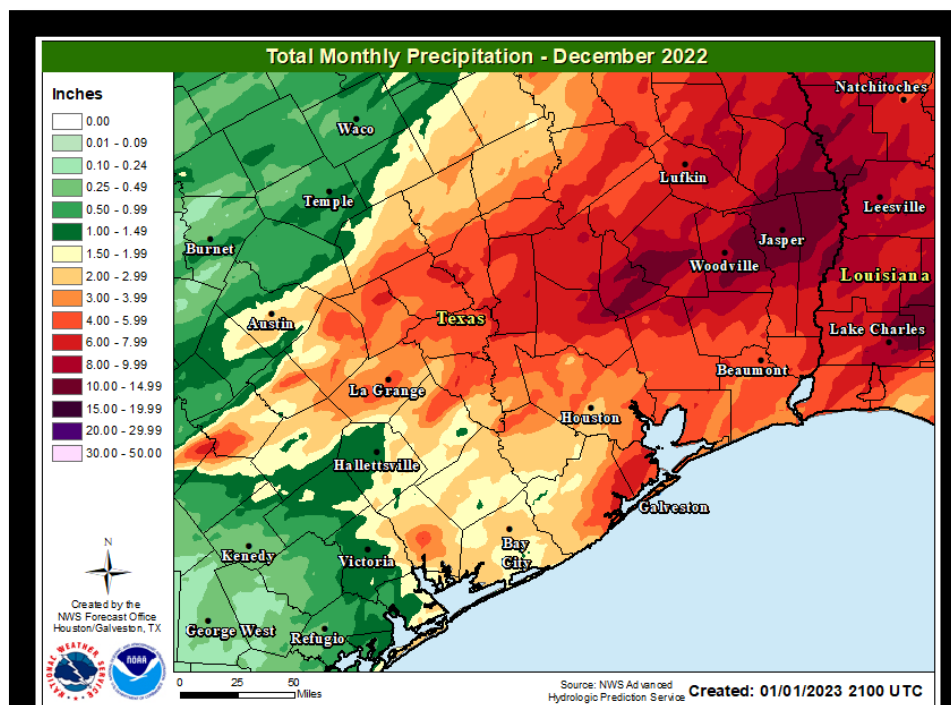 Total Monthly Precipitation - December 2022
Inches
0.00
0.01 - 0.09
0.10 - 0.24
0.25 - 0.49
0.50 - 0.99
1.00 - 1.49
1.50 - 1.99
2.00 - 2.99
3.00 - 3.99
4.00 - 5.99
6.00 - 7.99
8.00 - 9.99
10.00 - 14.99
15.00 - 19.99
20.00 - 29.99
30.00 - 50.00
Natchitoches
Waco
Lufkin
Temple
Leesville
Burnet
Jasper
Woodville
Louisiana
Austin
Texas
Lake Charles
Beaumont
La Grange
Houston
Hallettsville
Galveston
Kenedy
Victoria
Bay
City
George West
Refugio
N
Created by the
NWS Forecast Office
Houston/Galveston, TX
NATIONAL WEATHER SERVICE
NOAA
0 25 50
Miles
Source: NWS Advanced
Hydrologic Prediction Service
Created: 01/01/2023 2100 UTC